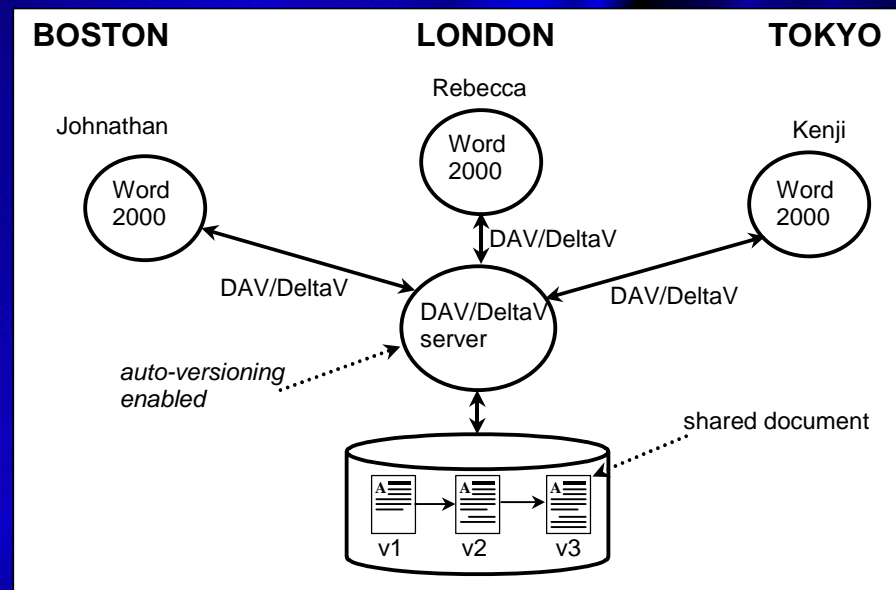 BOSTON
LONDON
TOKYO
Rebecca
Johnathan
Kenji
Word
2000
Word
2000
Word
2000
DAV/DeltaV
DAV/DeltaV
DAV/DeltaV
DAV/DeltaV
server
auto-versioning
enabled
shared document
A
A
A
v1
v2
v3